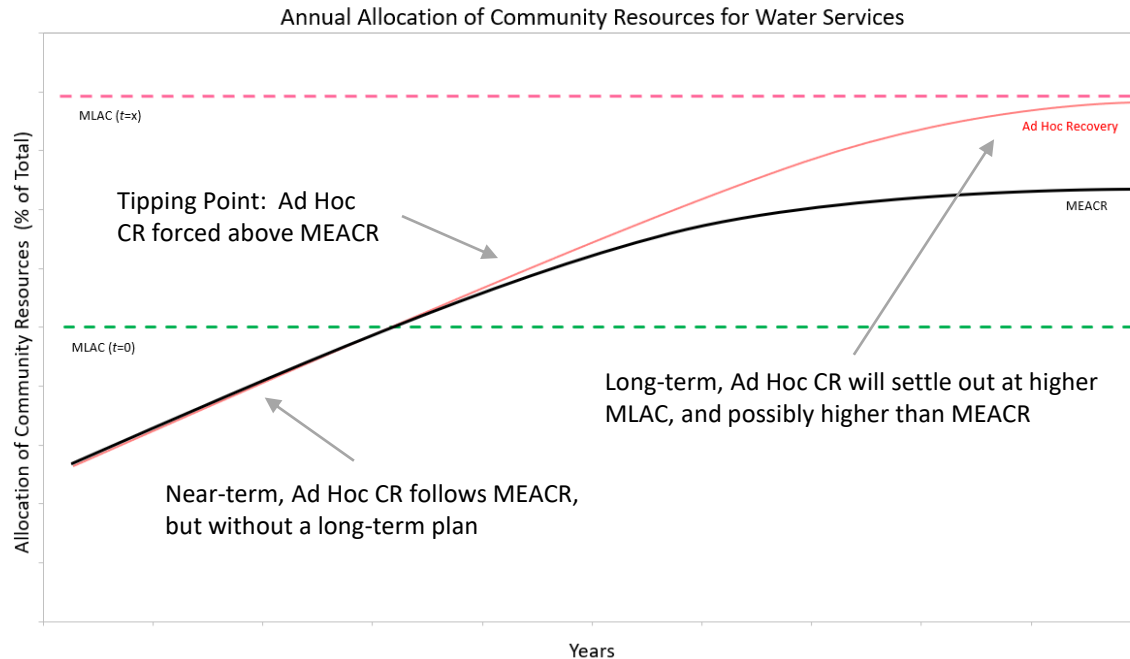 Annual Allocation of Community Resources for Water Services
Allocation of Community Resources (% of Total)
MLAC (t=x)
Ad Hoc Recovery
Tipping Point: Ad Hoc
CR forced above MEACR
MEACR
MLAC (t=0)
Long-term, Ad Hoc CR will settle out at higher
MLAC, and possibly higher than MEACR
Near-term, Ad Hoc CR follows MEACR,
but without a long-term plan
Years